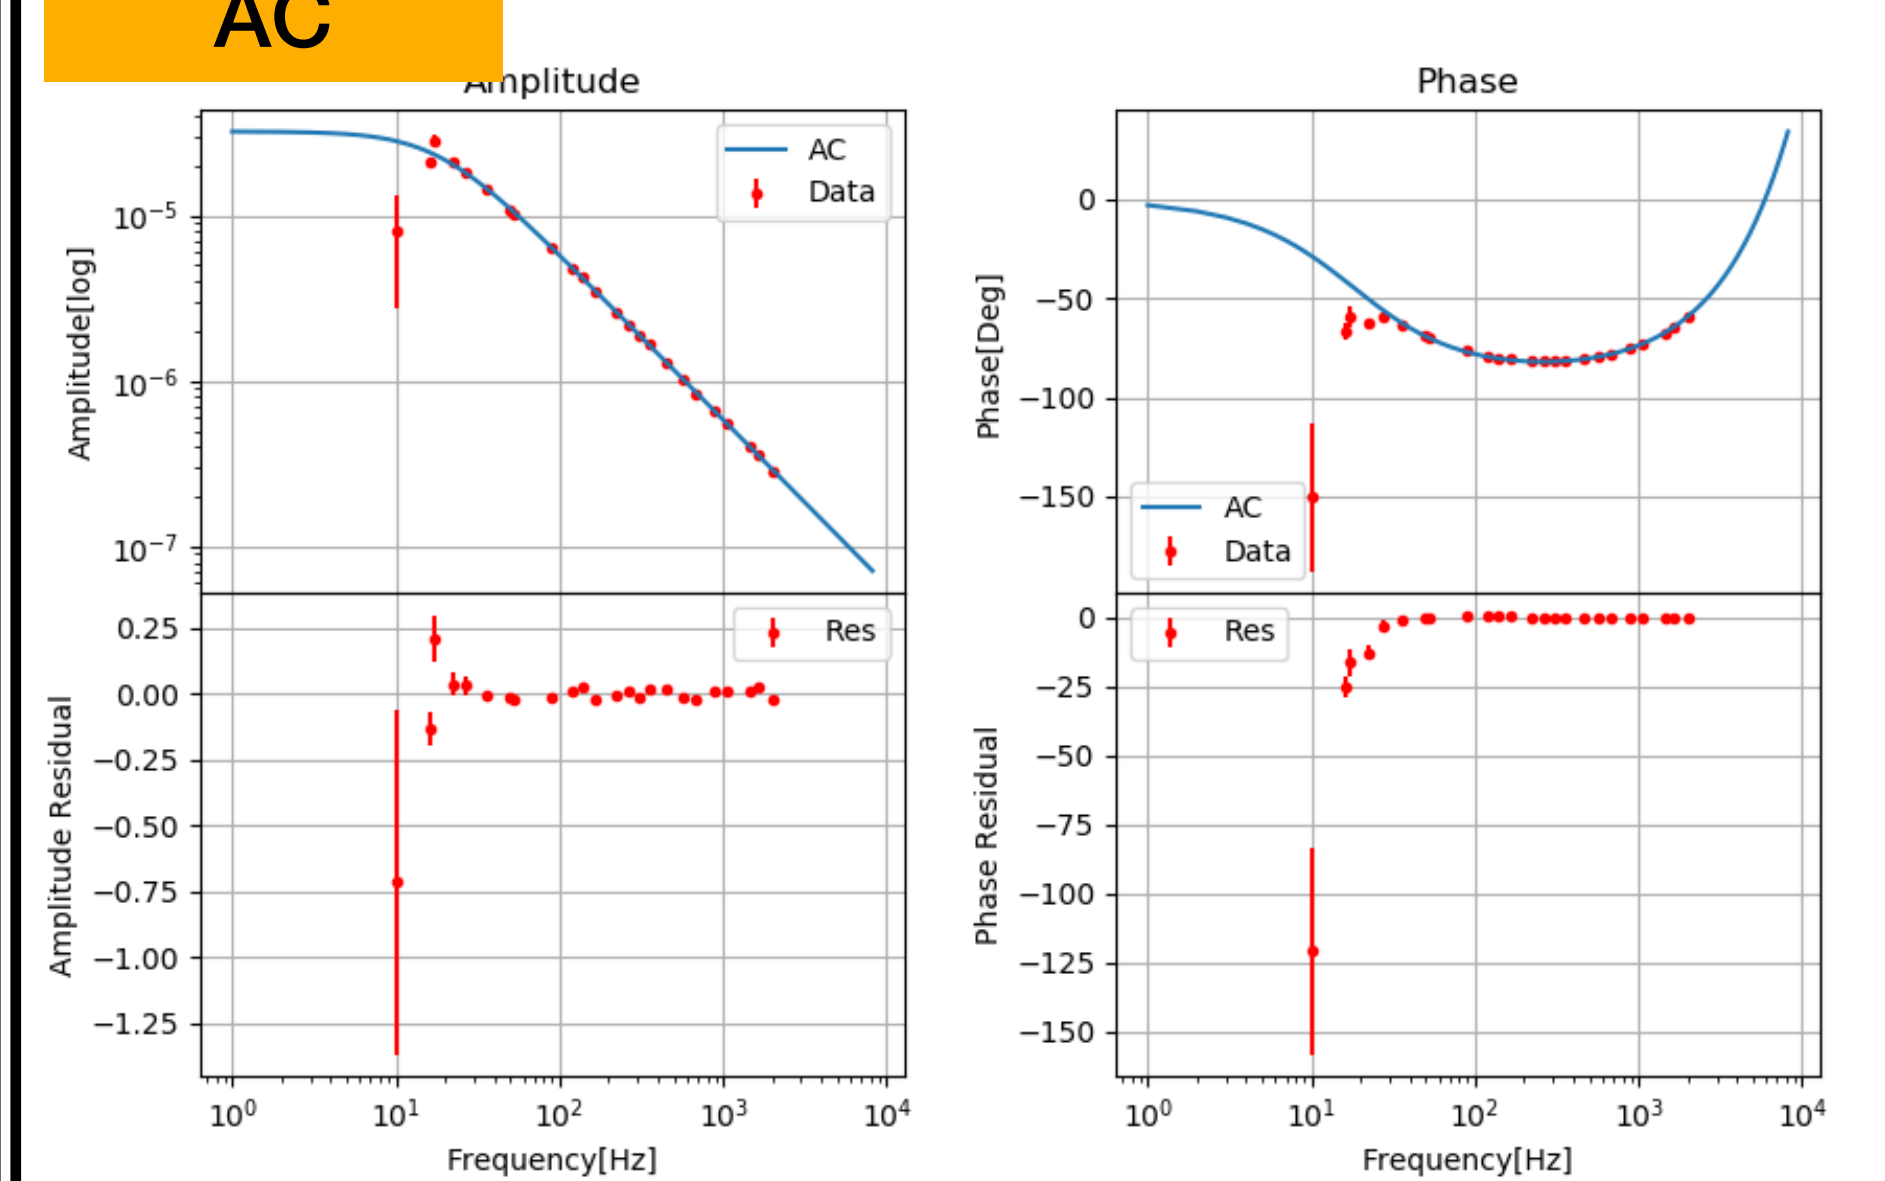 AC
Amplitude
Amplitude[log]
10⁻⁵
10⁻⁶
10⁻⁷
AC
Data
Amplitude Residual
0.25
0.00
−0.25
−0.50
−0.75
−1.00
−1.25
Res
10⁰ 10¹ 10² 10³ 10⁴
Frequency[Hz]
Phase
Phase[Deg]
0
−50
−100
−150
AC
Data
Phase Residual
0
−25
−50
−75
−100
−125
−150
Res
10⁰ 10¹ 10² 10³ 10⁴
Frequency[Hz]